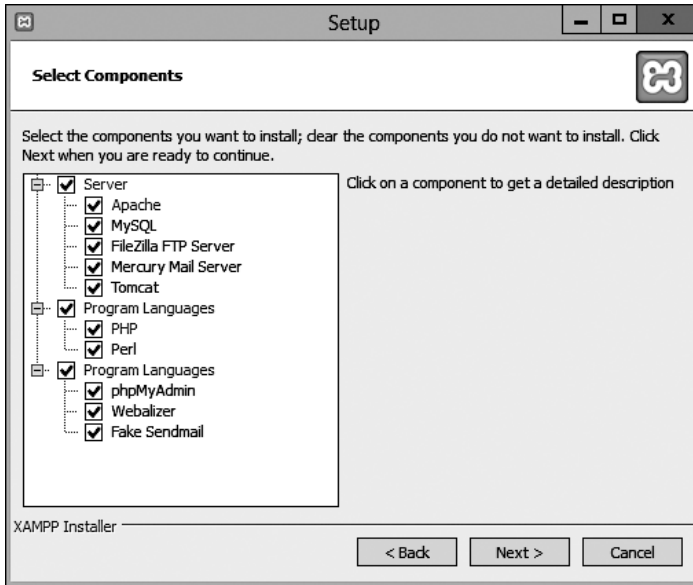 Setup
Select Components
Select the components you want to install; clear the components you do not want to install. Click
Next when you are ready to continue.
Server
Apache
MySQL
FileZilla FTP Server
Mercury Mail Server
Tomcat
Program Languages
PHP
Perl
Program Languages
phpMyAdmin
Webalizer
Fake Sendmail
Click on a component to get a detailed description
XAMPP Installer
< Back Next > Cancel